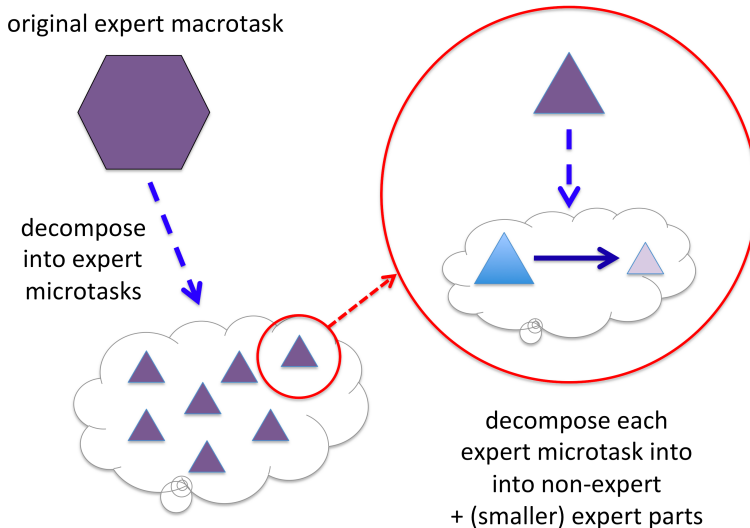 original expert macrotask
decompose
into expert
microtasks
decompose each
expert microtask into
into non-expert
+ (smaller) expert parts